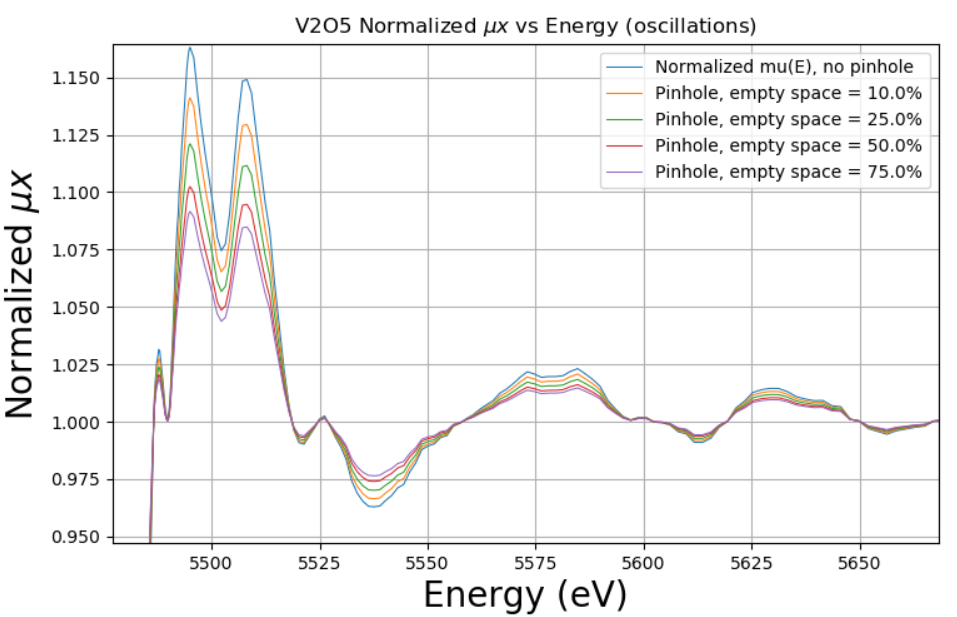 V2O5 Normalized μx vs Energy (oscillations)
Normalized mu(E), no pinhole
Pinhole, empty space = 10.0%
Pinhole, empty space = 25.0%
Pinhole, empty space = 50.0%
Pinhole, empty space = 75.0%
Normalized μx
1.150
1.125
1.100
1.075
1.050
1.025
1.000
0.975
0.950
5500 5525 5550 5575 5600 5625 5650
Energy (eV)